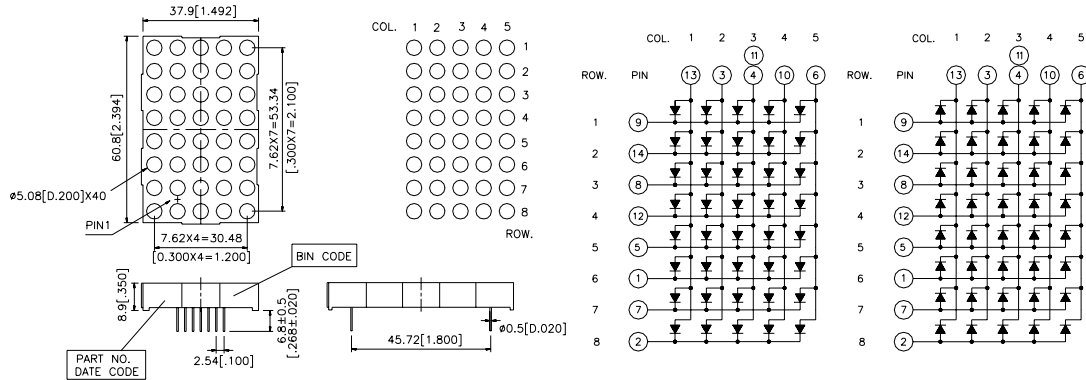 37.9[1.492]
60.8[2.394]
7.62X7=53.34
[.300X7=2.100]
ø5.08[D.200]X40
PIN1
7.62X4=30.48
[0.300X4=1.200]
COL. 1 2 3 4 5
1
2
3
4
5
6
7
8
ROW.
BIN CODE
8.9[.350]
6.8±0.5
[.268±.020]
2.54[.100]
PART NO.
DATE CODE
45.72[1.800]
ø0.5[D.020]
COL. 1 2 3 4 5
11
ROW. PIN 13 3 4 10 6
1 9
2 14
3 8
4 12
5 5
6 1
7 7
8 2
COL. 1 2 3 4 5
11
ROW. PIN 13 3 4 10 6
1 9
2 14
3 8
4 12
5 5
6 1
7 7
8 2